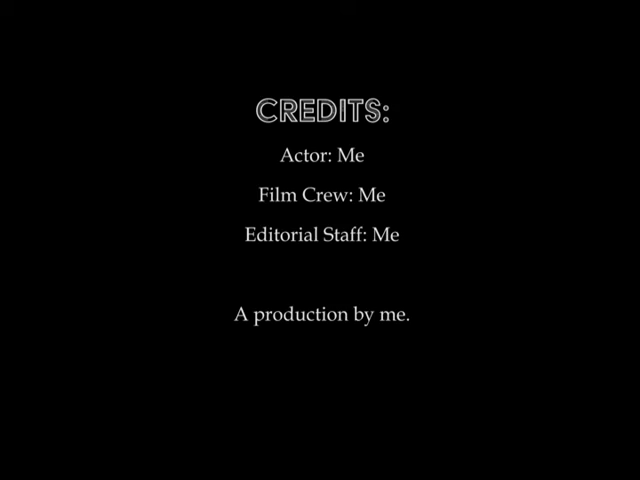 CREDITS:
Actor: Me
Film Crew: Me
Editorial Staff: Me
A production by me.